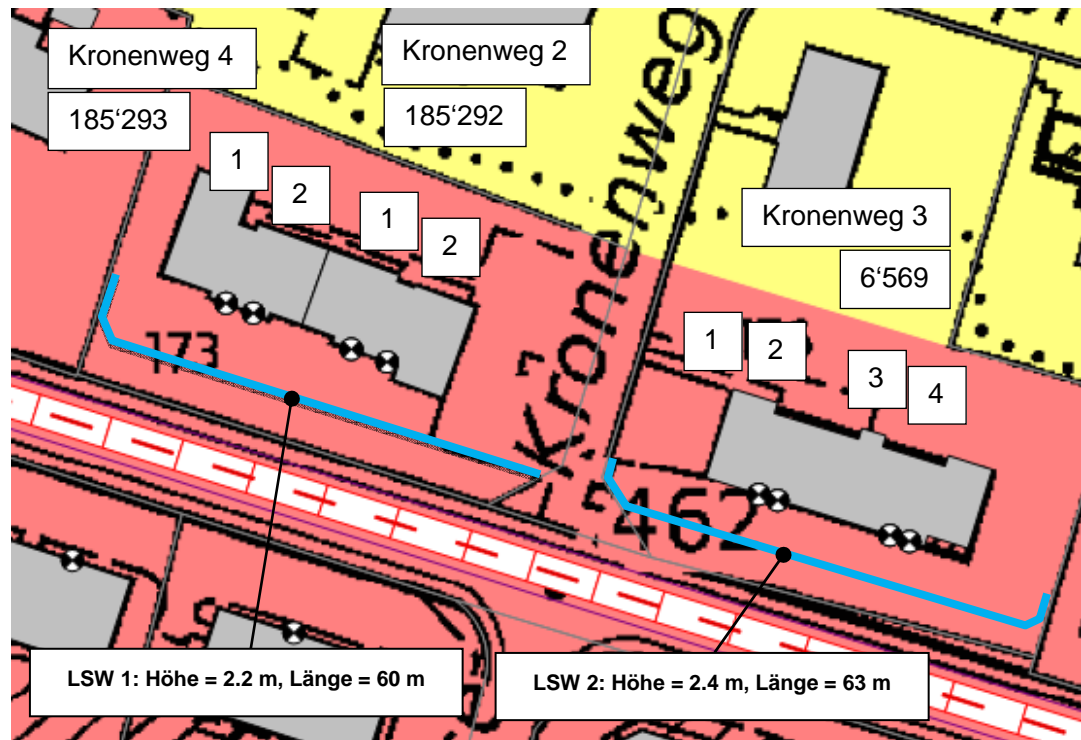 Kronenweg 4
185‘293
Kronenweg 2
185‘292
Kronenweg
Kronenweg 3
6‘569
1
2
1
2
1
2
3
4
173
462
LSW 1: Höhe = 2.2 m, Länge = 60 m
LSW 2: Höhe = 2.4 m, Länge = 63 m